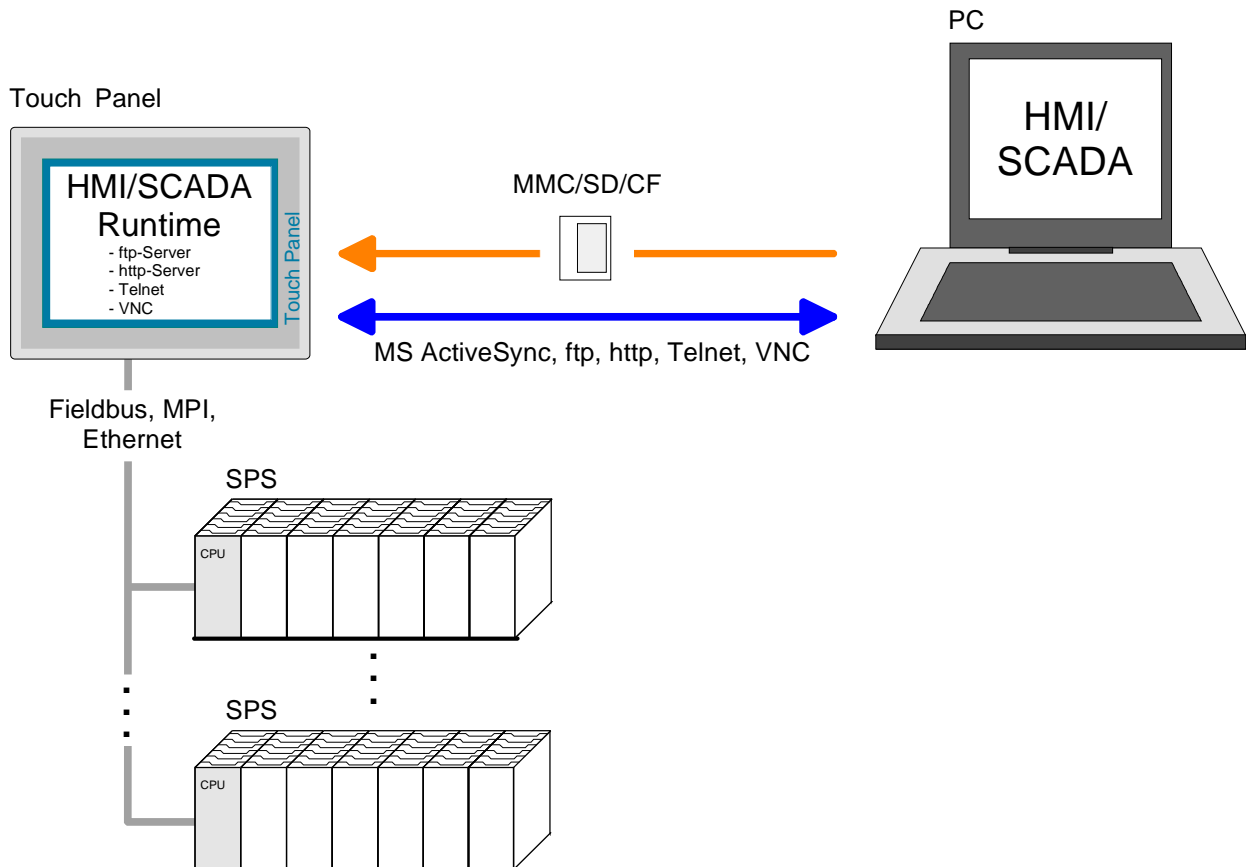 PC
Touch Panel
HMI/
SCADA
HMI/SCADA
Runtime
- ftp-Server
- http-Server
- Telnet
- VNC
Touch Panel
MMC/SD/CF
MS ActiveSync, ftp, http, Telnet, VNC
Fieldbus, MPI,
Ethernet
SPS
CPU
SPS
CPU